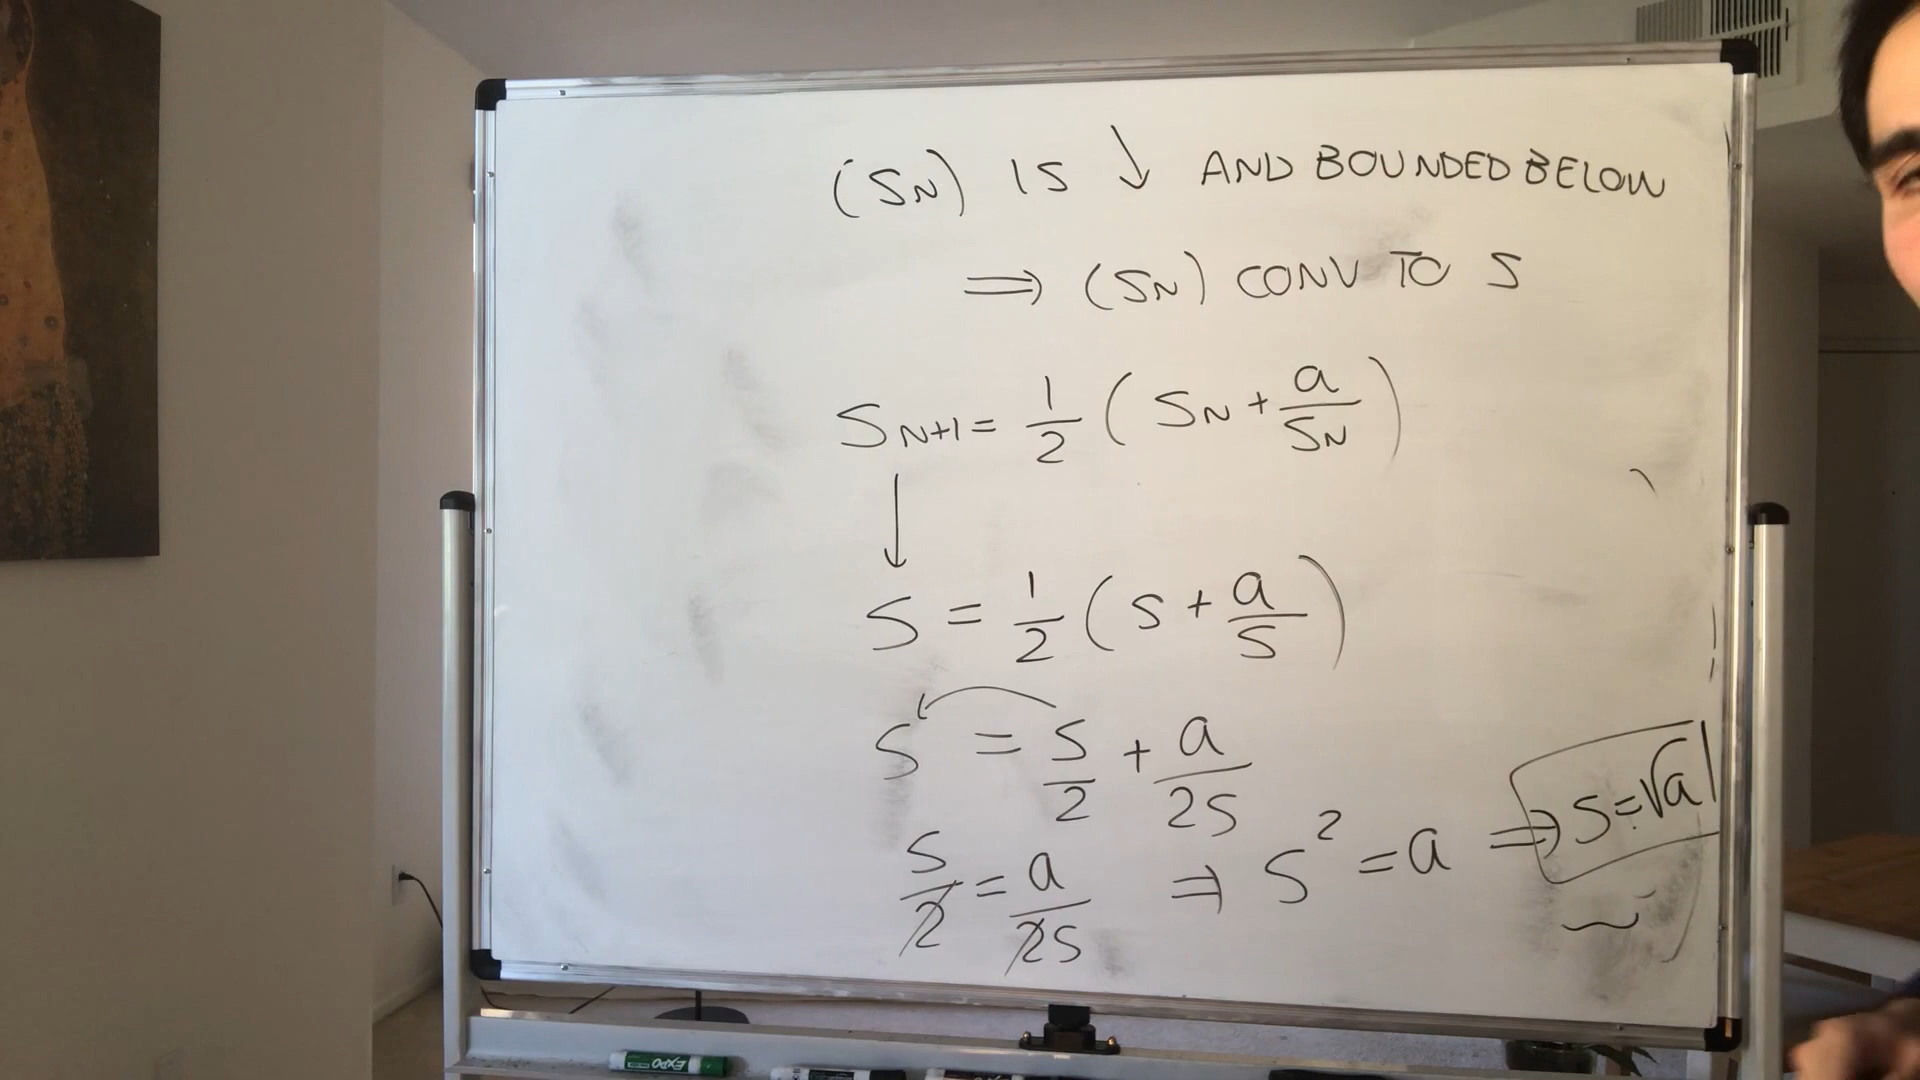 (SN) IS ↓ AND BOUNDED BELOW
⇒ (SN) CONV TO S
S N+1 = 1/2 ( SN + a/SN )
↓
S = 1/2 ( S + a/S )
S = S/2 + a/2S
S/2 = a/2S ⇒ S² = a ⇒ S = √a
EXPO